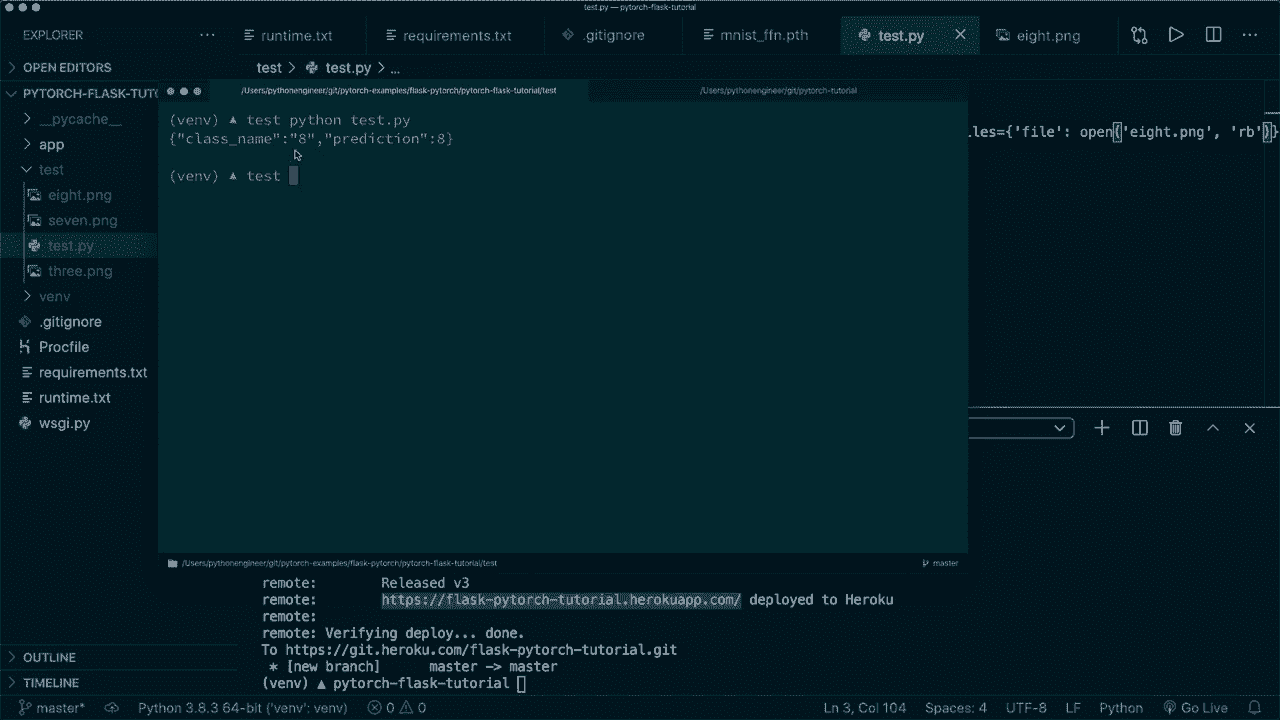 test.py — pytorch-flask-tutorial
EXPLORER
runtime.txt
requirements.txt
.gitignore
mnist_ffn.pth
test.py
eight.png
OPEN EDITORS
test > test.py > ...
PYTORCH-FLASK-TUTO
__pycache__
app
test
eight.png
seven.png
test.py
three.png
venv
.gitignore
Procfile
requirements.txt
runtime.txt
wsgi.py
/Users/pythonengineer/git/pytorch-examples/flask-pytorch/pytorch-flask-tutorial/test
/Users/pythonengineer/git/pytorch-tutorial
(venv) ▲ test python test.py
{"class_name":"8","prediction":8}
(venv) ▲ test
les={'file': open('eight.png', 'rb')}
/Users/pythonengineer/git/pytorch-examples/flask-pytorch/pytorch-flask-tutorial/test
master
remote: Released v3
remote: https://flask-pytorch-tutorial.herokuapp.com/ deployed to Heroku
remote:
remote: Verifying deploy... done.
To https://git.heroku.com/flask-pytorch-tutorial.git
* [new branch] master -> master
(venv) ▲ pytorch-flask-tutorial
OUTLINE
TIMELINE
master*
Python 3.8.3 64-bit ('venv': venv)
0
0
Ln 3, Col 104
Spaces: 4
UTF-8
LF
Python
Go Live